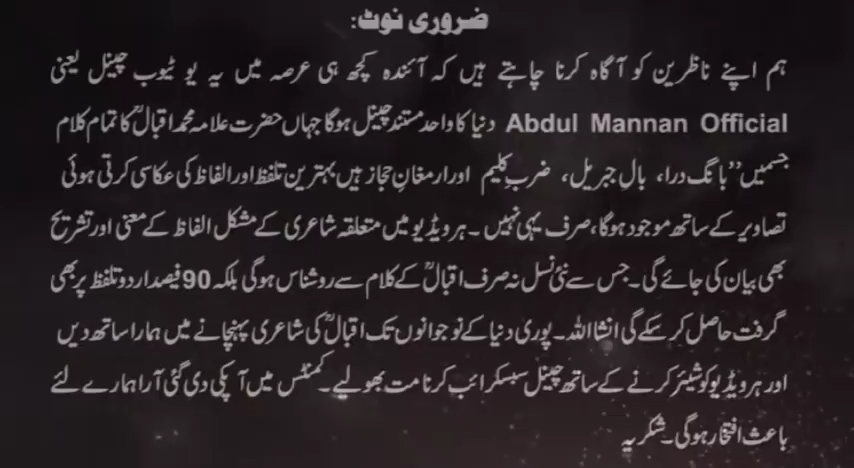 ضروری نوٹ:
ہم اپنے ناظرین کو آگاہ کرنا چاہتے ہیں کہ آئندہ کچھ ہی عرصہ میں یہ یو ٹیوب چینل یعنی
Abdul Mannan Official دنیا کا واحد مستند چینل ہوگا جہاں حضرت علامہ محمد اقبالؒ کا تمام کلام
جسمیں ”بانگ درا، بالِ جبریل، ضربِ کلیم اور ارمغانِ حجاز ہیں بہترین تلفظ اور الفاظ کی عکاسی کرتی ہوئی
تصاویر کے ساتھ موجود ہوگا، صرف یہی نہیں۔ ہر ویڈیو میں متعلقہ شاعری کے مشکل الفاظ کے معنی اور تشریح
بھی بیان کی جائے گی۔ جس سے نئی نسل نہ صرف اقبالؒ کے کلام سے روشناس ہوگی بلکہ 90 فیصد اردو تلفظ پر بھی
گرفت حاصل کر سکے گی انشااللہ۔ پوری دنیا کے نوجوانوں تک اقبالؒ کی شاعری پہنچانے میں ہمارا ساتھ دیں
اور ہر ویڈیو کو شیئر کرنے کے ساتھ چینل سبسکرائب کرنا مت بھولیے۔ کمنٹس میں آپکی دی گئی آرا ہمارے لئے
باعث افتخار ہوگی۔ شکریہ